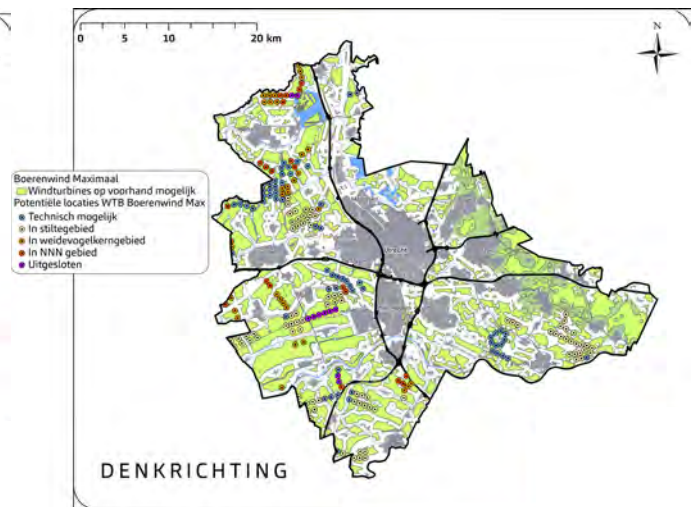 0 5 10 20 km
N
Boerenwind Maximaal
Windturbines op voorhand mogelijk
Potentiële locaties WTB Boerenwind Max
Technisch mogelijk
In stiltegebied
In weidevogelkerngebied
In NNN gebied
Uitgesloten
DENKRICHTING